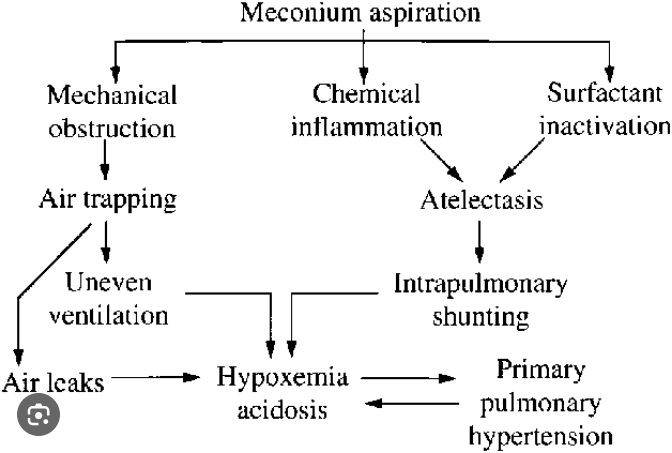 Meconium aspiration
Mechanical
obstruction
Chemical
inflammation
Surfactant
inactivation
Air trapping
Atelectasis
Uneven
ventilation
Intrapulmonary
shunting
Air leaks
Hypoxemia
acidosis
Primary
pulmonary
hypertension